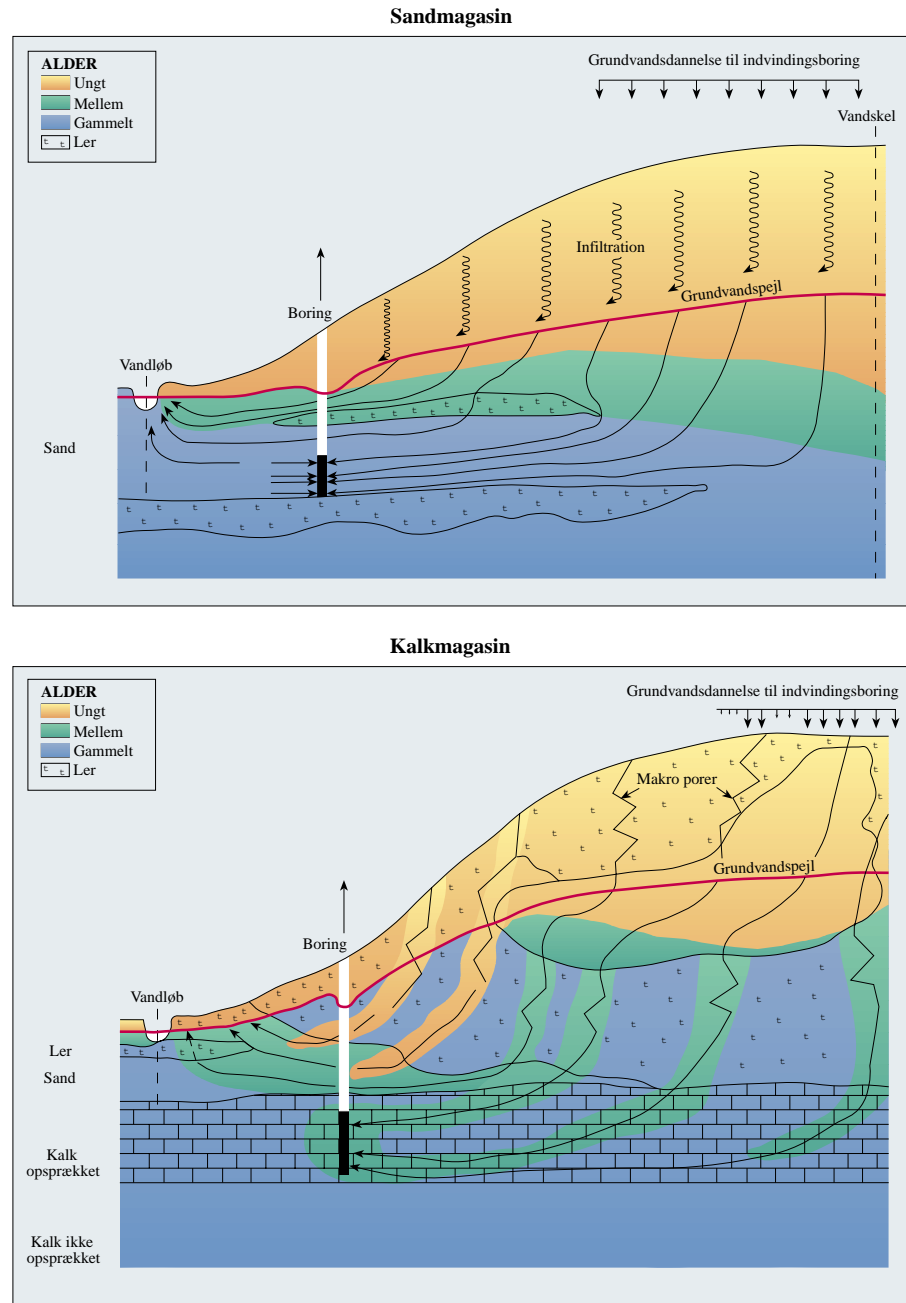 Sandmagasin
ALDER
Ungt
Mellem
Gammelt
t t Ler
Grundvandsdannelse til indvindingsboring
Vandskel
Infiltration
Grundvandspejl
Boring
Vandløb
Sand
Kalkmagasin
ALDER
Ungt
Mellem
Gammelt
t t Ler
Grundvandsdannelse til indvindingsboring
Makro porer
Grundvandspejl
Boring
Vandløb
Ler
Sand
Kalk
opsprækket
Kalk ikke
opsprækket